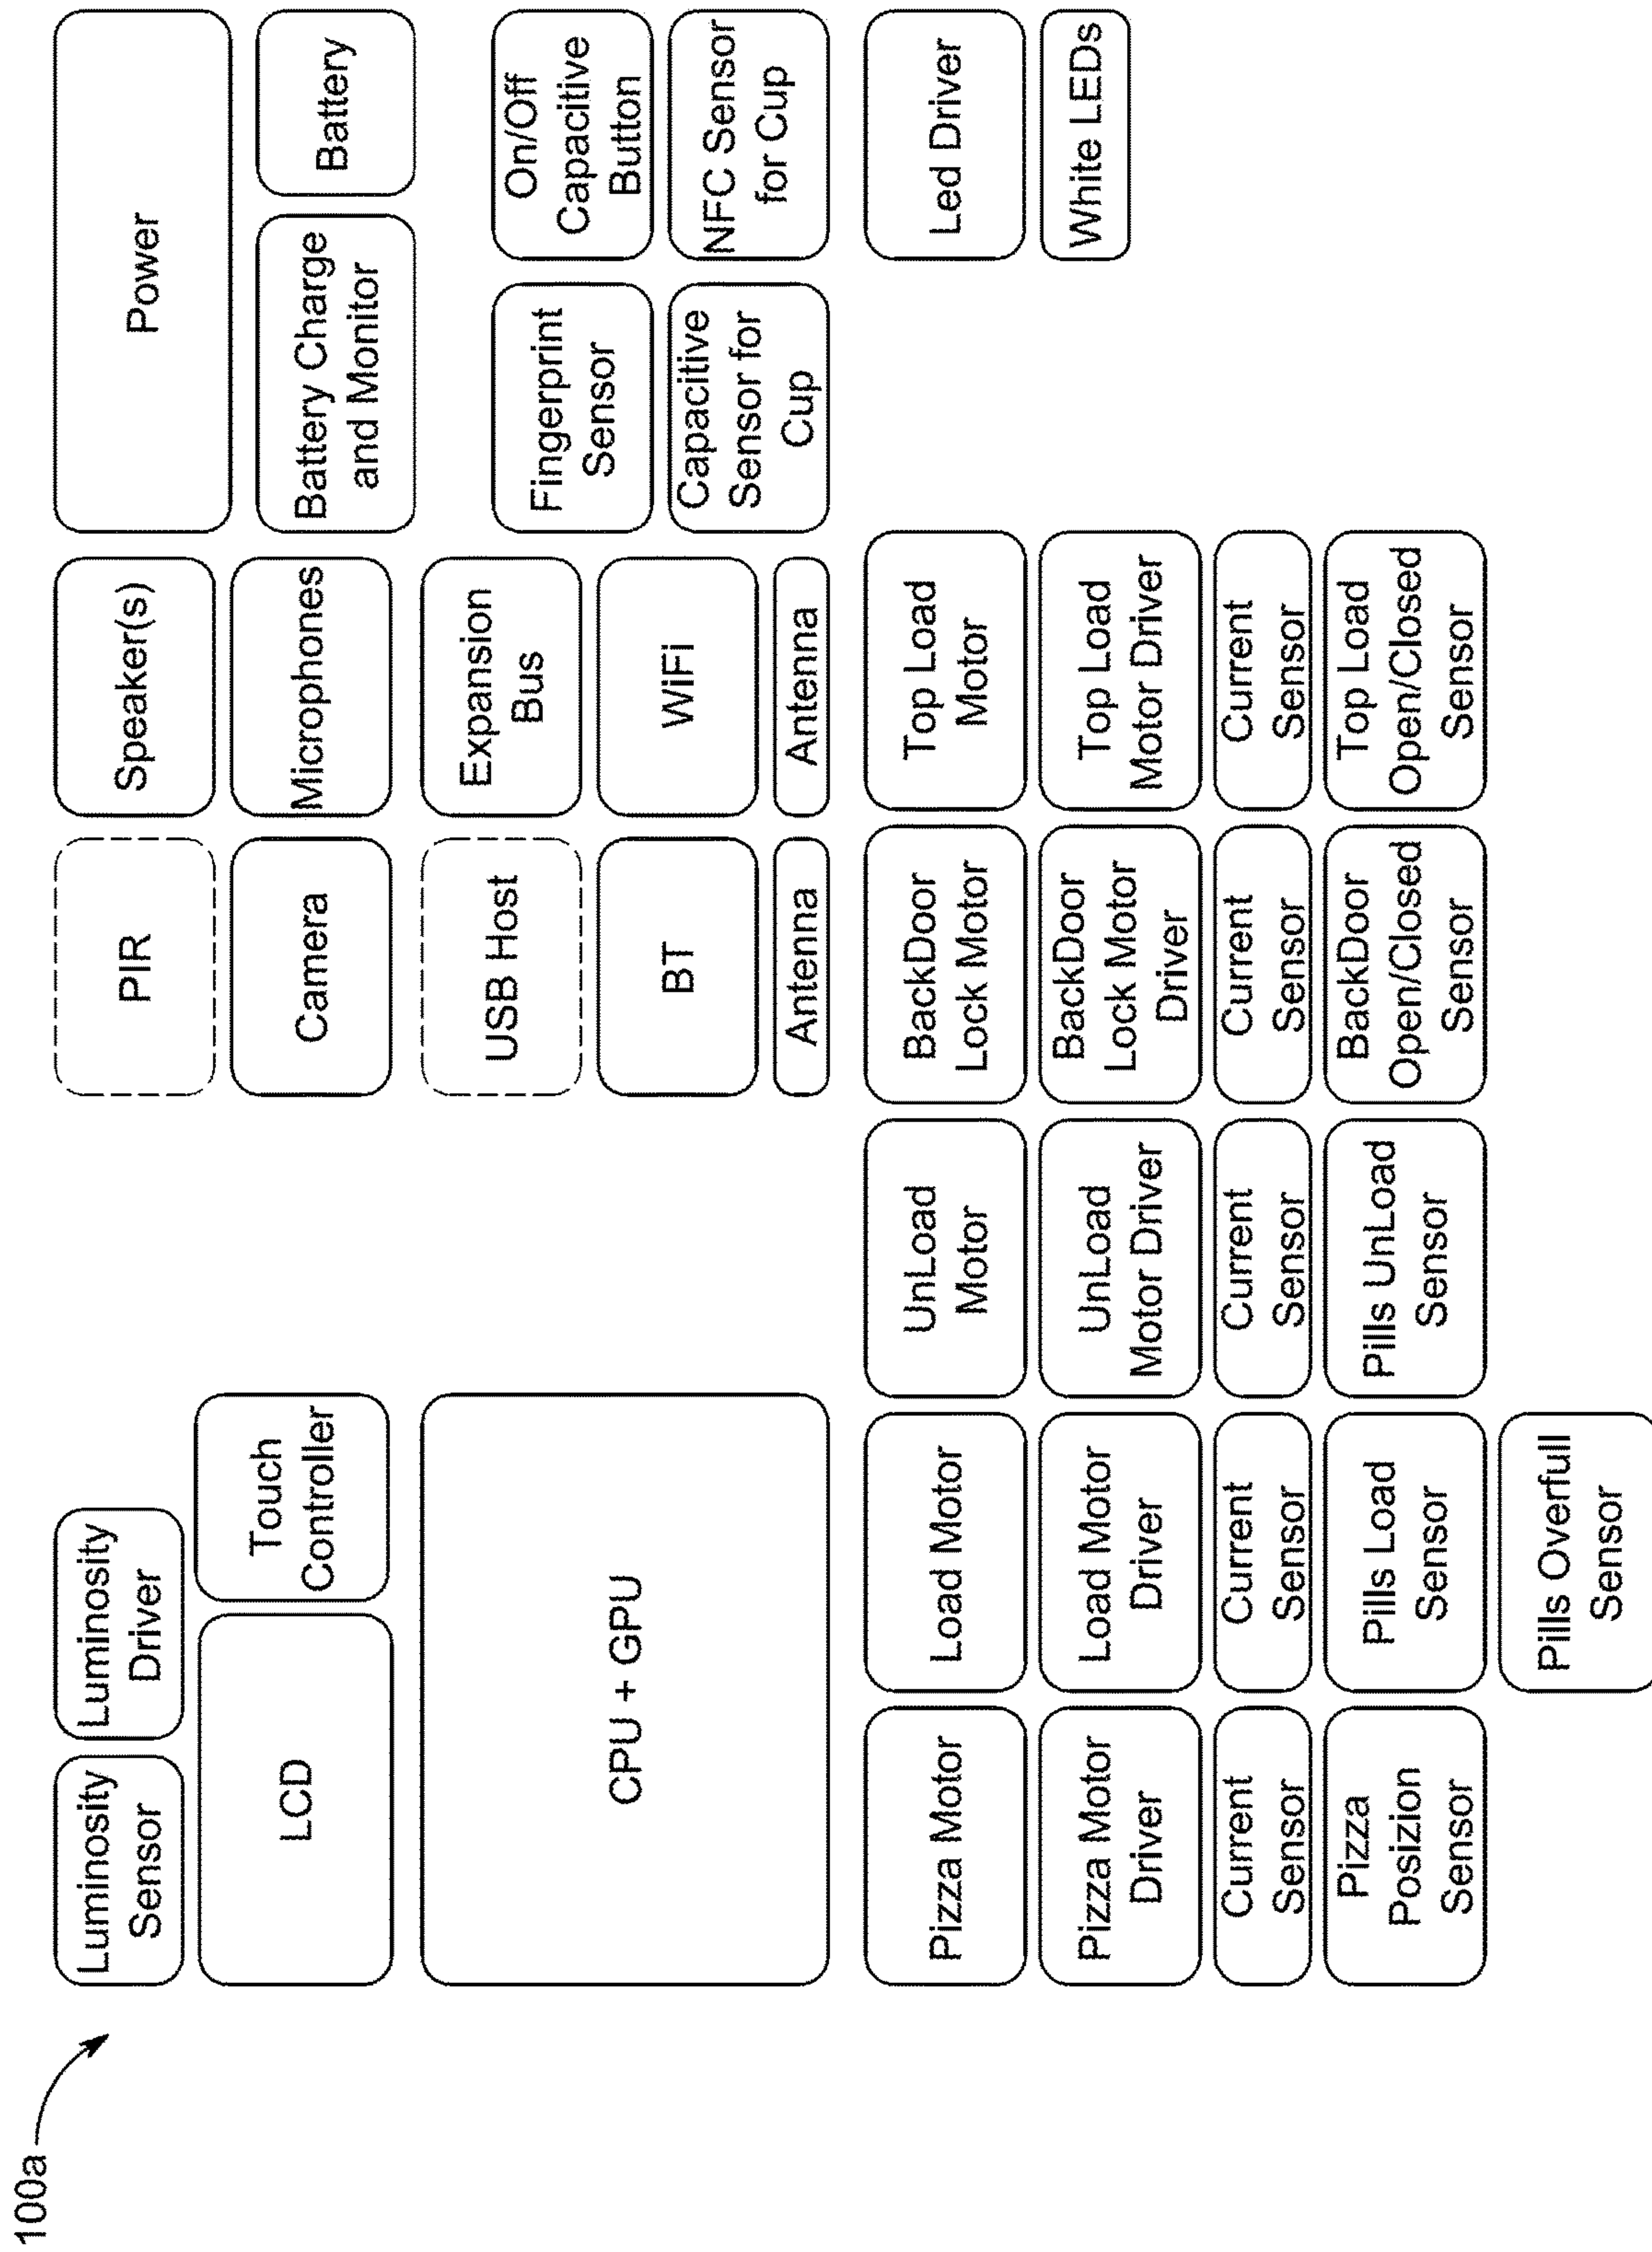 100a
Luminosity
Sensor
Luminosity
Driver
LCD
Touch
Controller
CPU + GPU
PIR
Speaker(s)
Camera
Microphones
USB Host
Expansion
Bus
BT
WiFi
Antenna
Antenna
Power
Battery Charge
and Monitor
Battery
Fingerprint
Sensor
On/Off
Capacitive
Button
Capacitive
Sensor for
Cup
NFC Sensor
for Cup
Pizza Motor
Load Motor
UnLoad
Motor
BackDoor
Lock Motor
Top Load
Motor
Led Driver
Pizza Motor
Driver
Load Motor
Driver
UnLoad
Motor Driver
BackDoor
Lock Motor
Driver
Top Load
Motor Driver
White LEDs
Current
Sensor
Current
Sensor
Current
Sensor
Current
Sensor
Current
Sensor
Pizza
Posizion
Sensor
Pills Load
Sensor
Pills UnLoad
Sensor
BackDoor
Open/Closed
Sensor
Top Load
Open/Closed
Sensor
Pills Overfull
Sensor